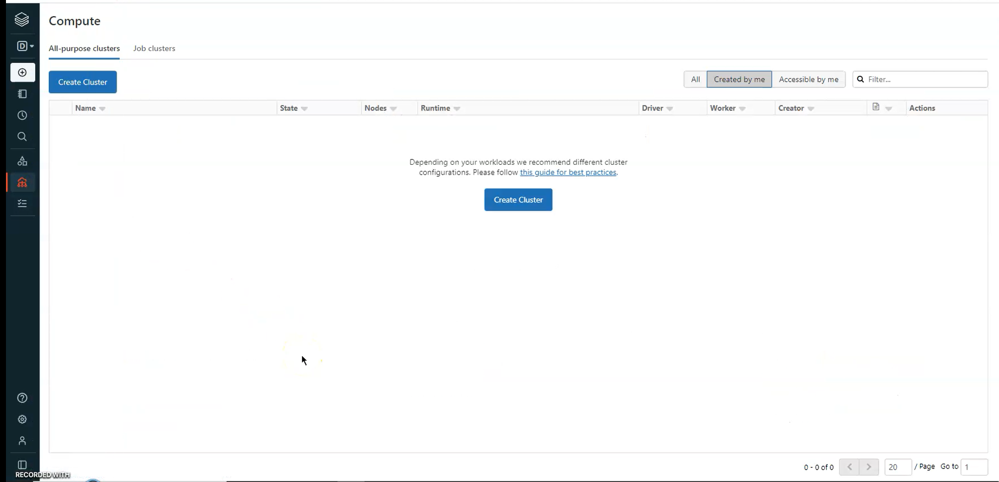 Compute
D
All-purpose clusters Job clusters
Create Cluster
All Created by me Accessible by me Filter...
Name State Nodes Runtime Driver Worker Creator Actions
Depending on your workloads we recommend different cluster
configurations. Please follow this guide for best practices.
Create Cluster
0 - 0 of 0 20 / Page Go to 1
RECORDED WITH